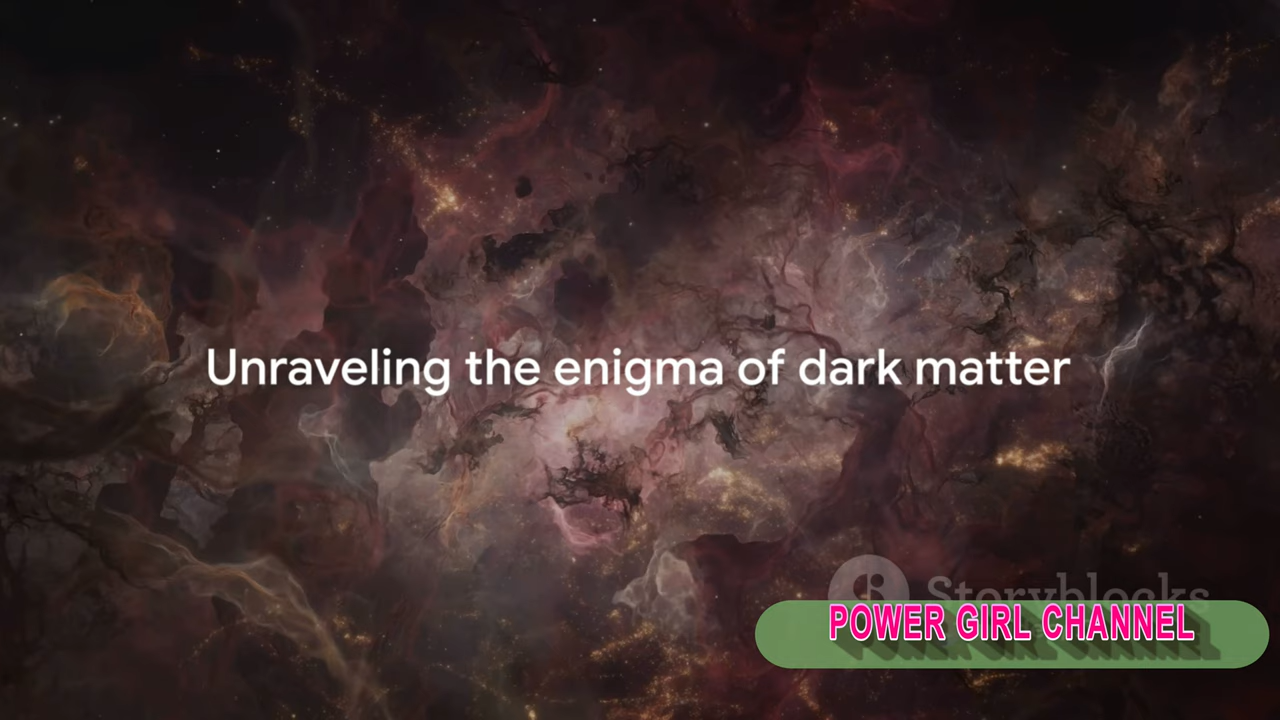 Unraveling the enigma of dark matter
Storyblocks
POWER GIRL CHANNEL